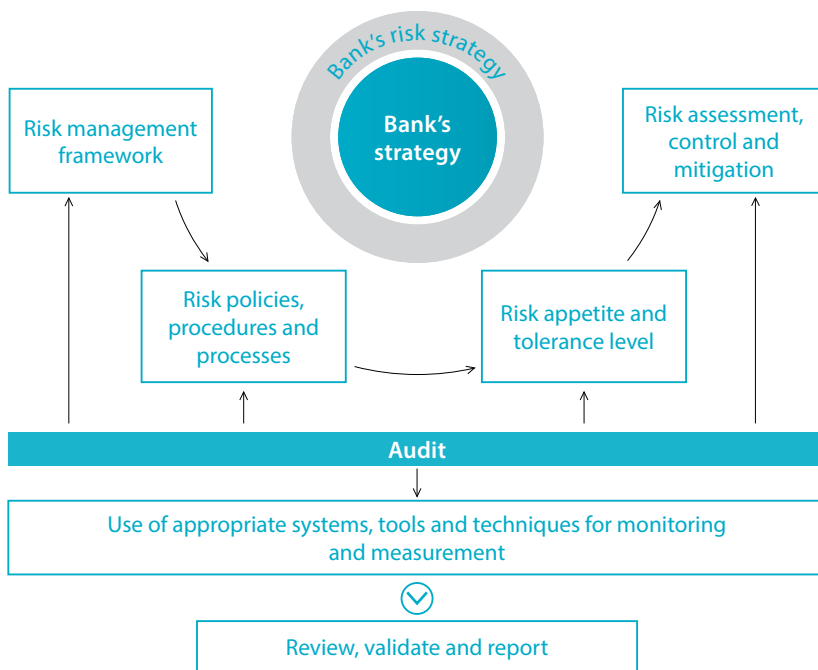 Bank's risk strategy
Bank's
strategy
Risk management
framework
Risk assessment,
control and
mitigation
Risk policies,
procedures and
processes
Risk appetite and
tolerance level
Audit
Use of appropriate systems, tools and techniques for monitoring
and measurement
Review, validate and report